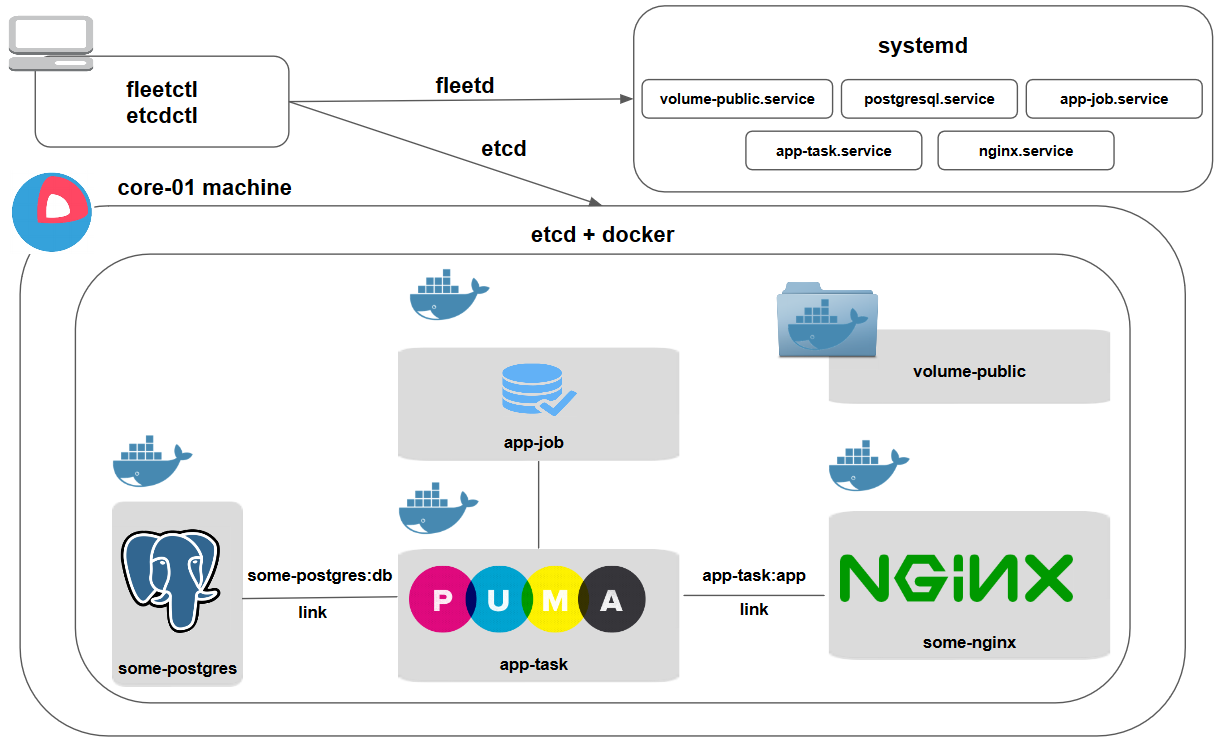 fleetctl
etcdctl
fleetd
etcd
systemd
volume-public.service
postgresql.service
app-job.service
app-task.service
nginx.service
core-01 machine
etcd + docker
volume-public
app-job
some-postgres:db
link
PUMA
app-task
app-task:app
link
NGiNX
some-nginx
some-postgres